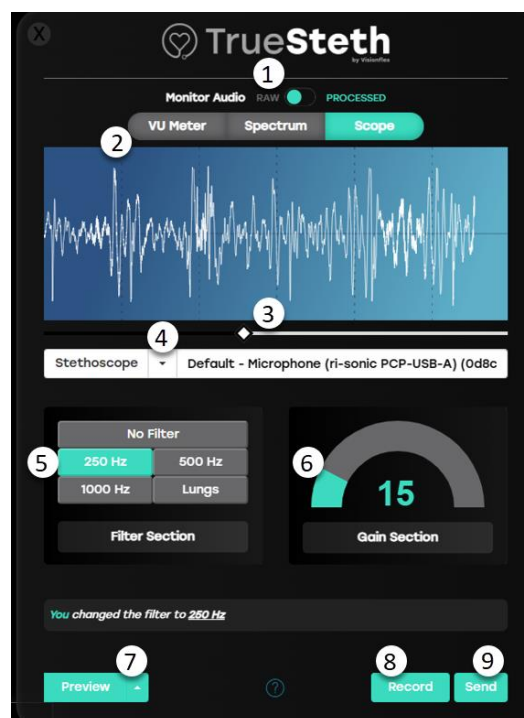 X
TrueSteth
by Visionflex
1
Monitor Audio RAW PROCESSED
2
VU Meter Spectrum Scope
3
4
Stethoscope Default - Microphone (ri-sonic PCP-USB-A) (0d8c
No Filter
5 250 Hz 500 Hz
1000 Hz Lungs
Filter Section
6
15
Gain Section
You changed the filter to 250 Hz
7 8 9
Preview ? Record Send